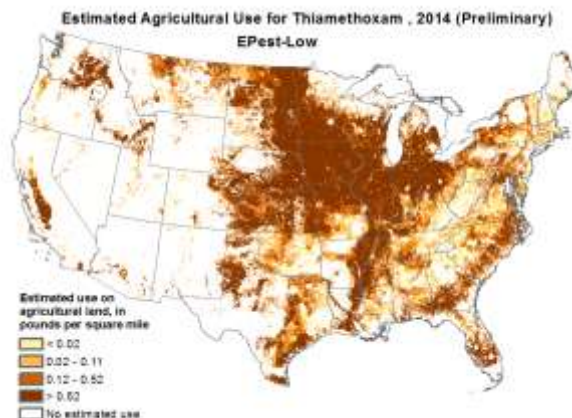 Estimated Agricultural Use for Thiamethoxam , 2014 (Preliminary)
EPest-Low
Estimated use on
agricultural land, in
pounds per square mile
< 0.02
0.02 - 0.11
0.12 - 0.52
> 0.52
No estimated use